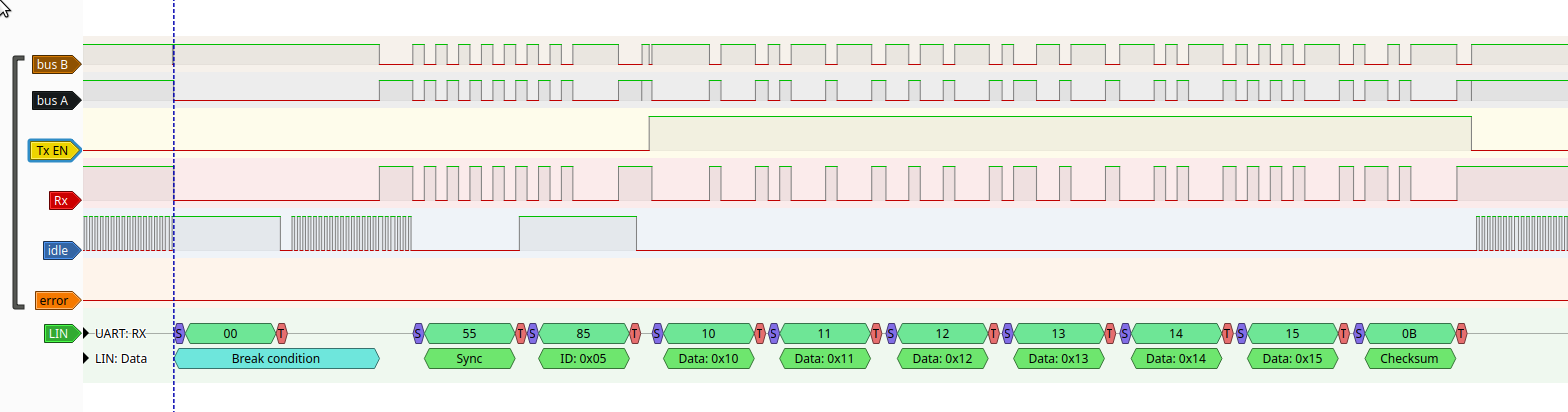 bus B
bus A
Tx EN
Rx
idle
error
LIN UART: RX S 00 T S 55 T S 85 T S 10 T S 11 T S 12 T S 13 T S 14 T S 15 T S 0B T
LIN: Data Break condition Sync ID: 0x05 Data: 0x10 Data: 0x11 Data: 0x12 Data: 0x13 Data: 0x14 Data: 0x15 Checksum